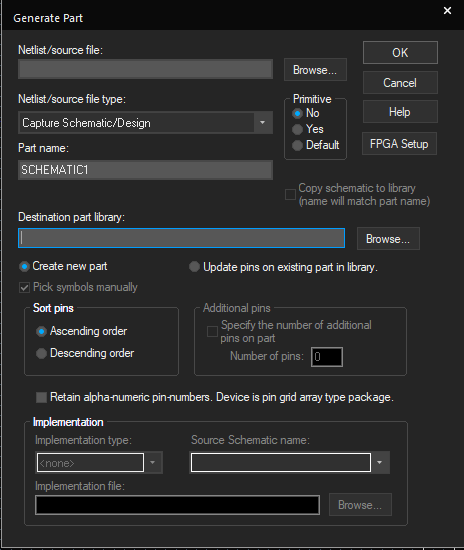 Generate Part
Netlist/source file:
Browse...
OK
Cancel
Netlist/source file type:
Capture Schematic/Design
Primitive
No
Yes
Default
Help
FPGA Setup
Part name:
SCHEMATIC1
Copy schematic to library
(name will match part name)
Destination part library:
Browse...
Create new part
Update pins on existing part in library.
Pick symbols manually
Sort pins
Ascending order
Descending order
Additional pins
Specify the number of additional
pins on part
Number of pins:
0
Retain alpha-numeric pin-numbers. Device is pin grid array type package.
Implementation
Implementation type:
<none>
Source Schematic name:
Implementation file:
Browse...